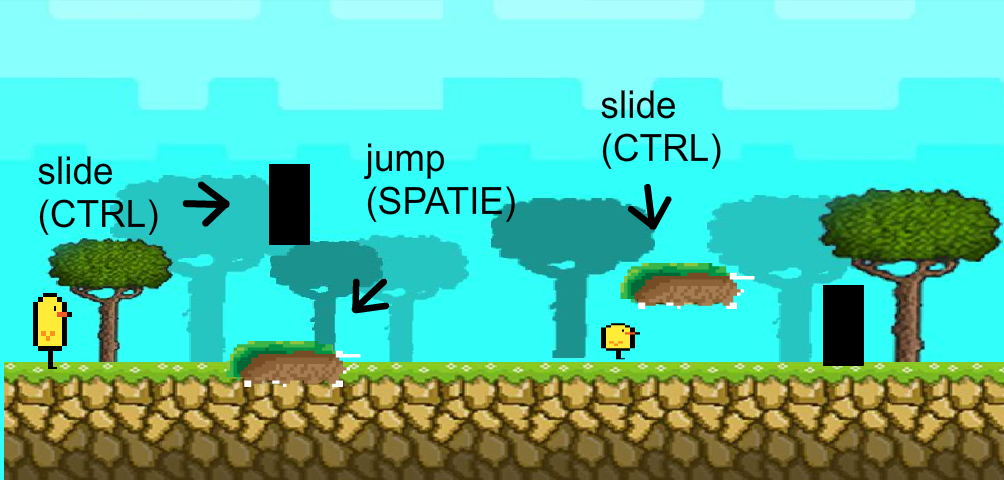 slide
(CTRL)
jump
(SPATIE)
slide
(CTRL)